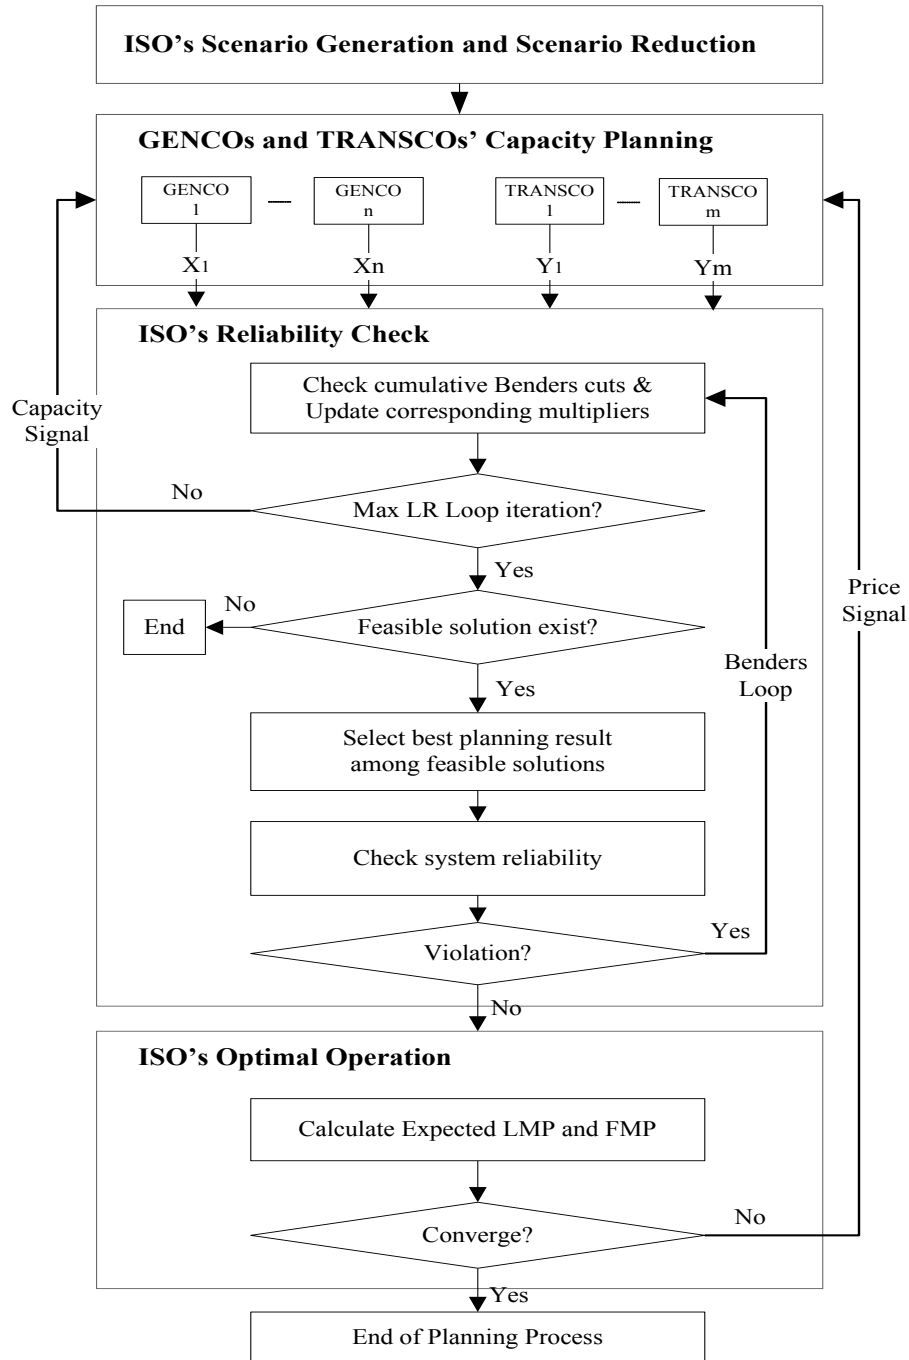 ISO's Scenario Generation and Scenario Reduction
GENCOs and TRANSCOs' Capacity Planning
GENCO
1
GENCO
n
TRANSCO
1
TRANSCO
m
X1
Xn
Y1
Ym
ISO's Reliability Check
Check cumulative Benders cuts &
Update corresponding multipliers
Capacity
Signal
No
Max LR Loop iteration?
Yes
No
End
Feasible solution exist?
Price
Signal
Benders
Loop
Yes
Select best planning result
among feasible solutions
Check system reliability
Yes
Violation?
No
ISO's Optimal Operation
Calculate Expected LMP and FMP
No
Converge?
Yes
End of Planning Process